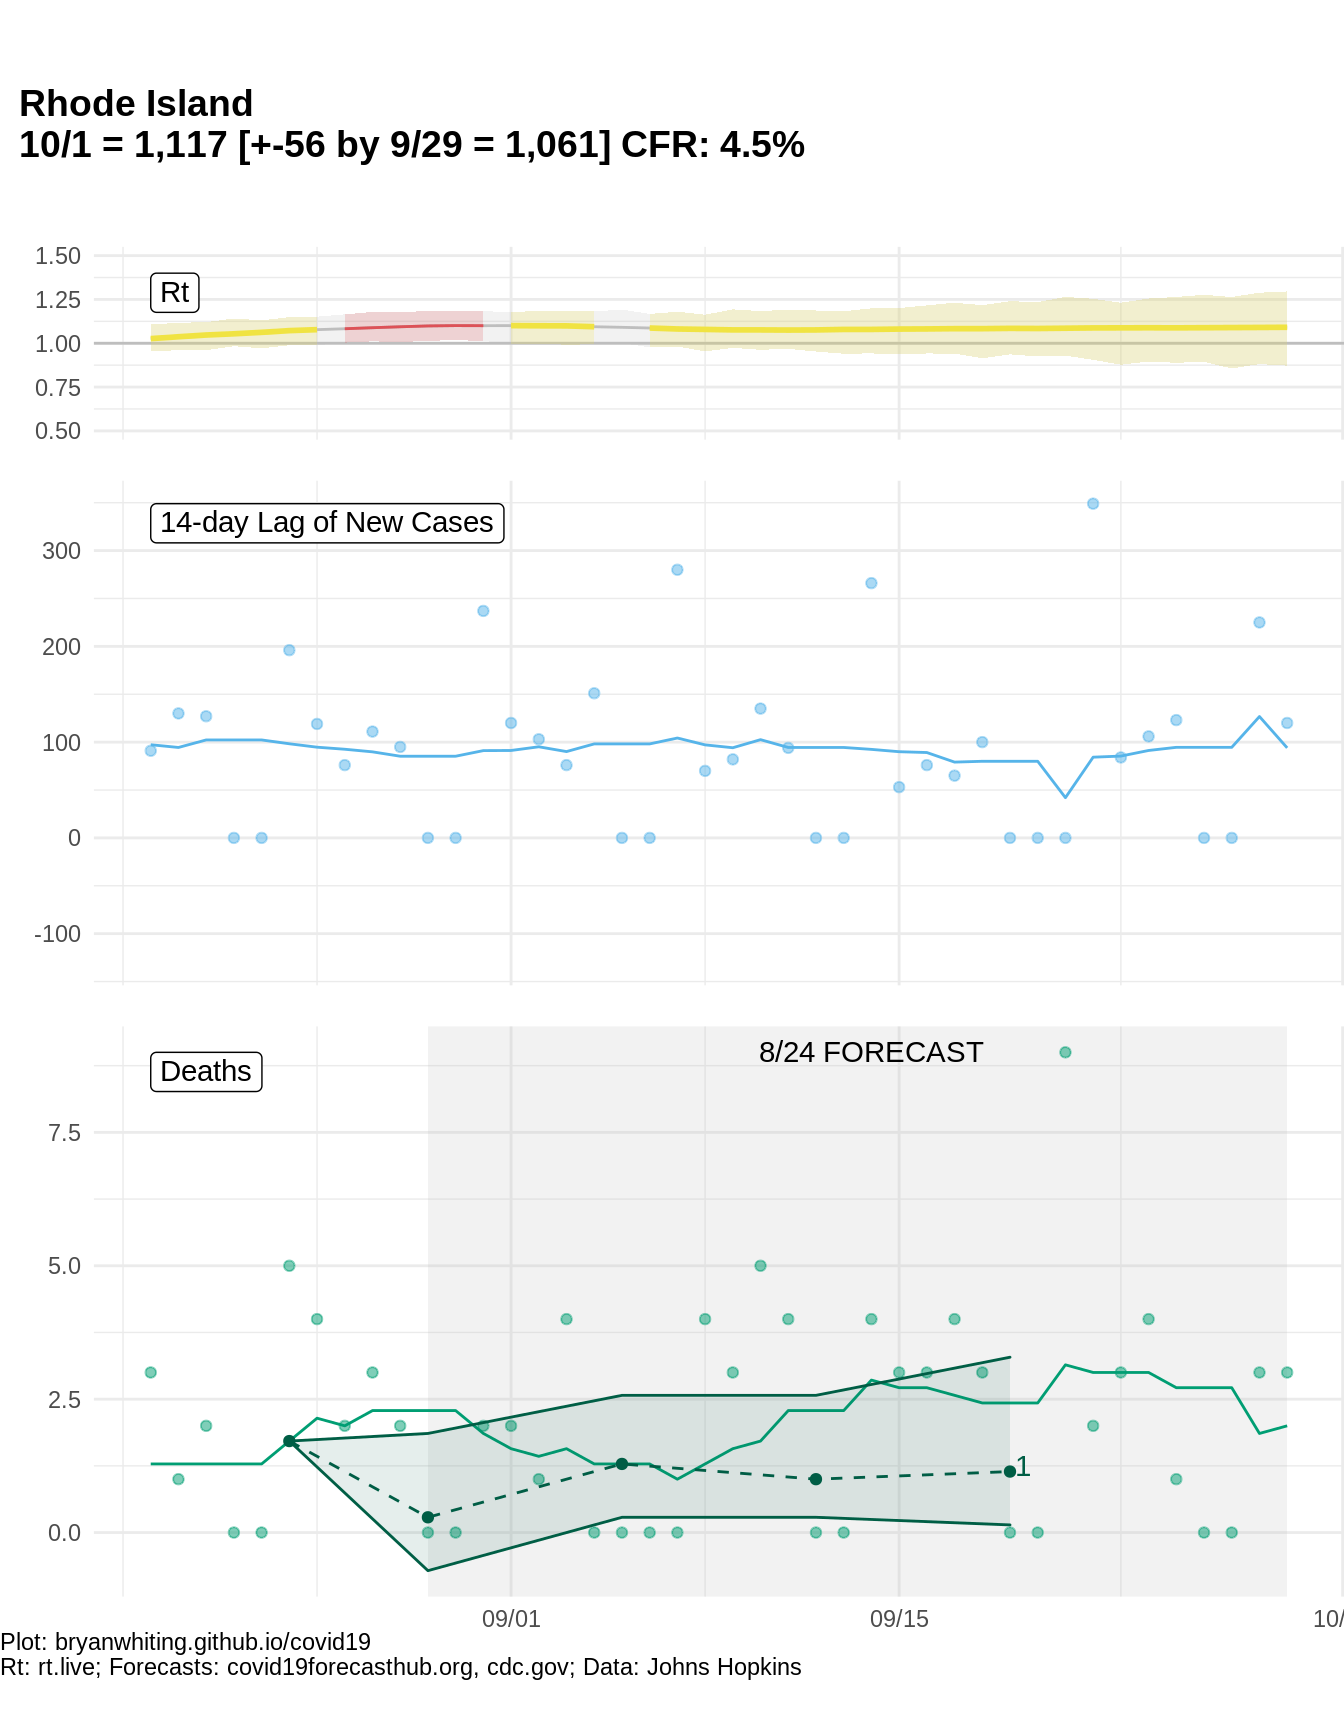 Rhode Island
10/1 = 1,117 [+-56 by 9/29 = 1,061] CFR: 4.5%
1.50
1.25
1.00
0.75
0.50
Rt
300
200
100
0
-100
14-day Lag of New Cases
7.5
5.0
2.5
0.0
Deaths
8/24 FORECAST
1
09/01
09/15
10/
Plot: bryanwhiting.github.io/covid19
Rt: rt.live; Forecasts: covid19forecasthub.org, cdc.gov; Data: Johns Hopkins